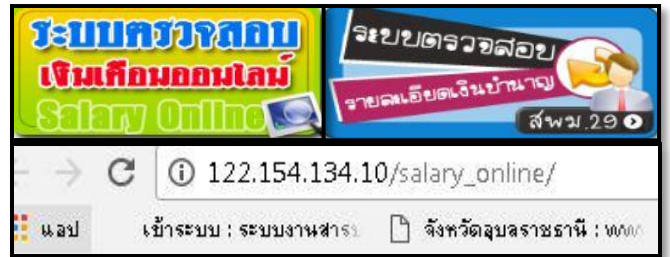 ระบบตรวจสอบ
เงินเดือนออนไลน์
Salary Online
ระบบตรวจสอบ
รายละเอียดเงินบำนาญ
สพม.29
122.154.134.10/salary_online/
แอป เข้าระบบ : ระบบงานสาร จังหวัดอุบลราชธานี : www